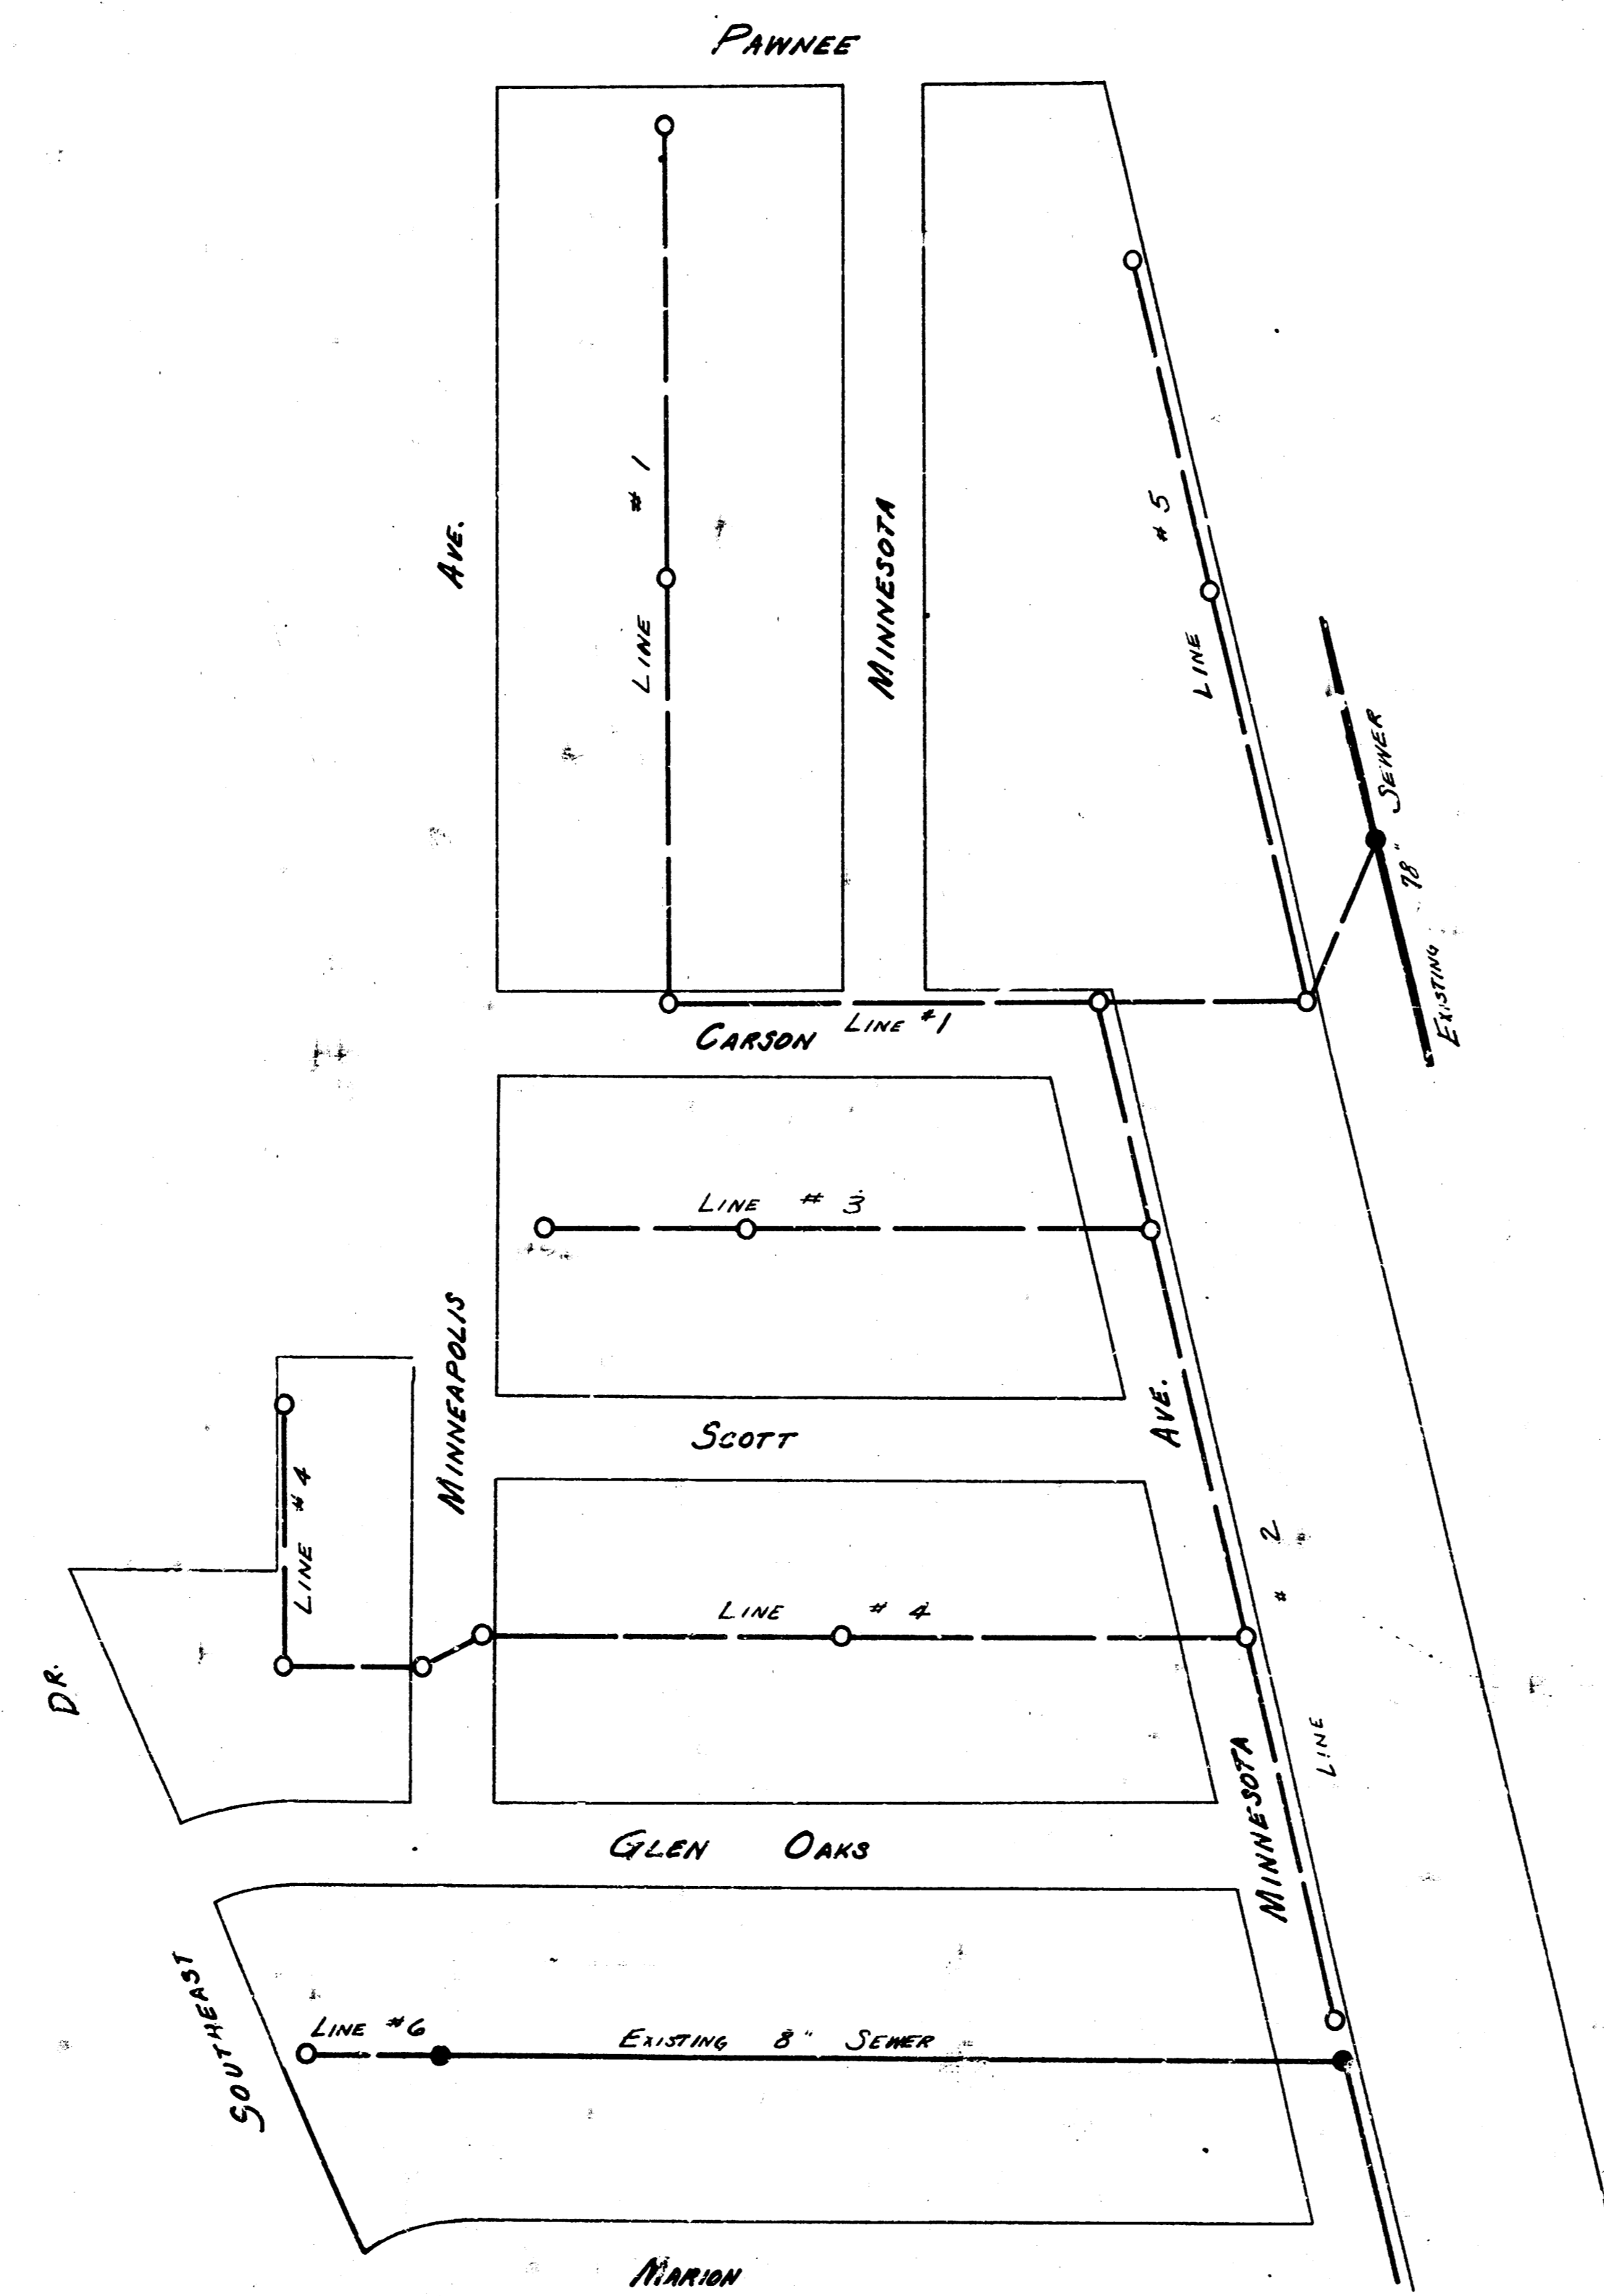 PAWNEE
AVE.
LINE # 1
MINNESOTA
LINE # 5
EXISTING 78" SEWER
CARSON
LINE #1
LINE # 3
MINNEAPOLIS
SCOTT
AVE.
LINE #4
LINE # 4
LINE # 2
DR.
MINNESOTA
GLEN OAKS
SOUTHEAST
LINE #6
EXISTING 8" SEWER
MARION